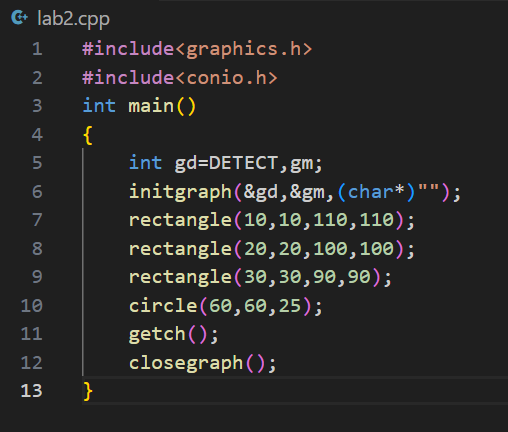 lab2.cpp
1 #include<graphics.h>
2 #include<conio.h>
3 int main()
4 {
5 int gd=DETECT,gm;
6 initgraph(&gd,&gm,(char*)"");
7 rectangle(10,10,110,110);
8 rectangle(20,20,100,100);
9 rectangle(30,30,90,90);
10 circle(60,60,25);
11 getch();
12 closegraph();
13 }